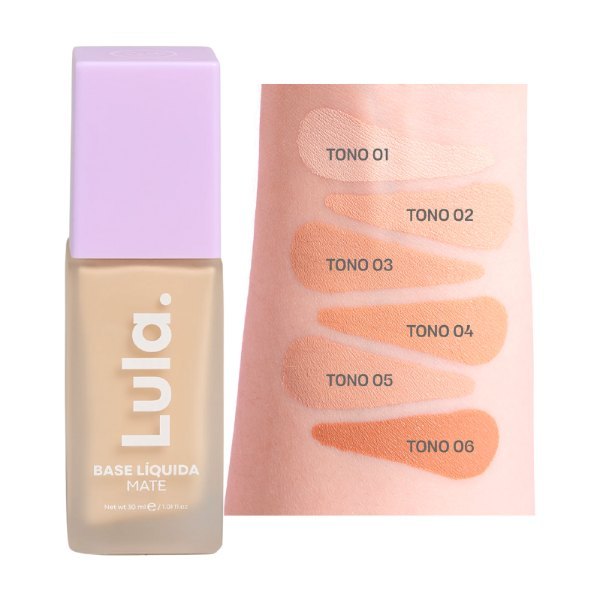 Lula.
BASE LÍQUIDA
MATE
Net wt 30 ml ℮ / 1.01 fl.oz
TONO 01
TONO 02
TONO 03
TONO 04
TONO 05
TONO 06